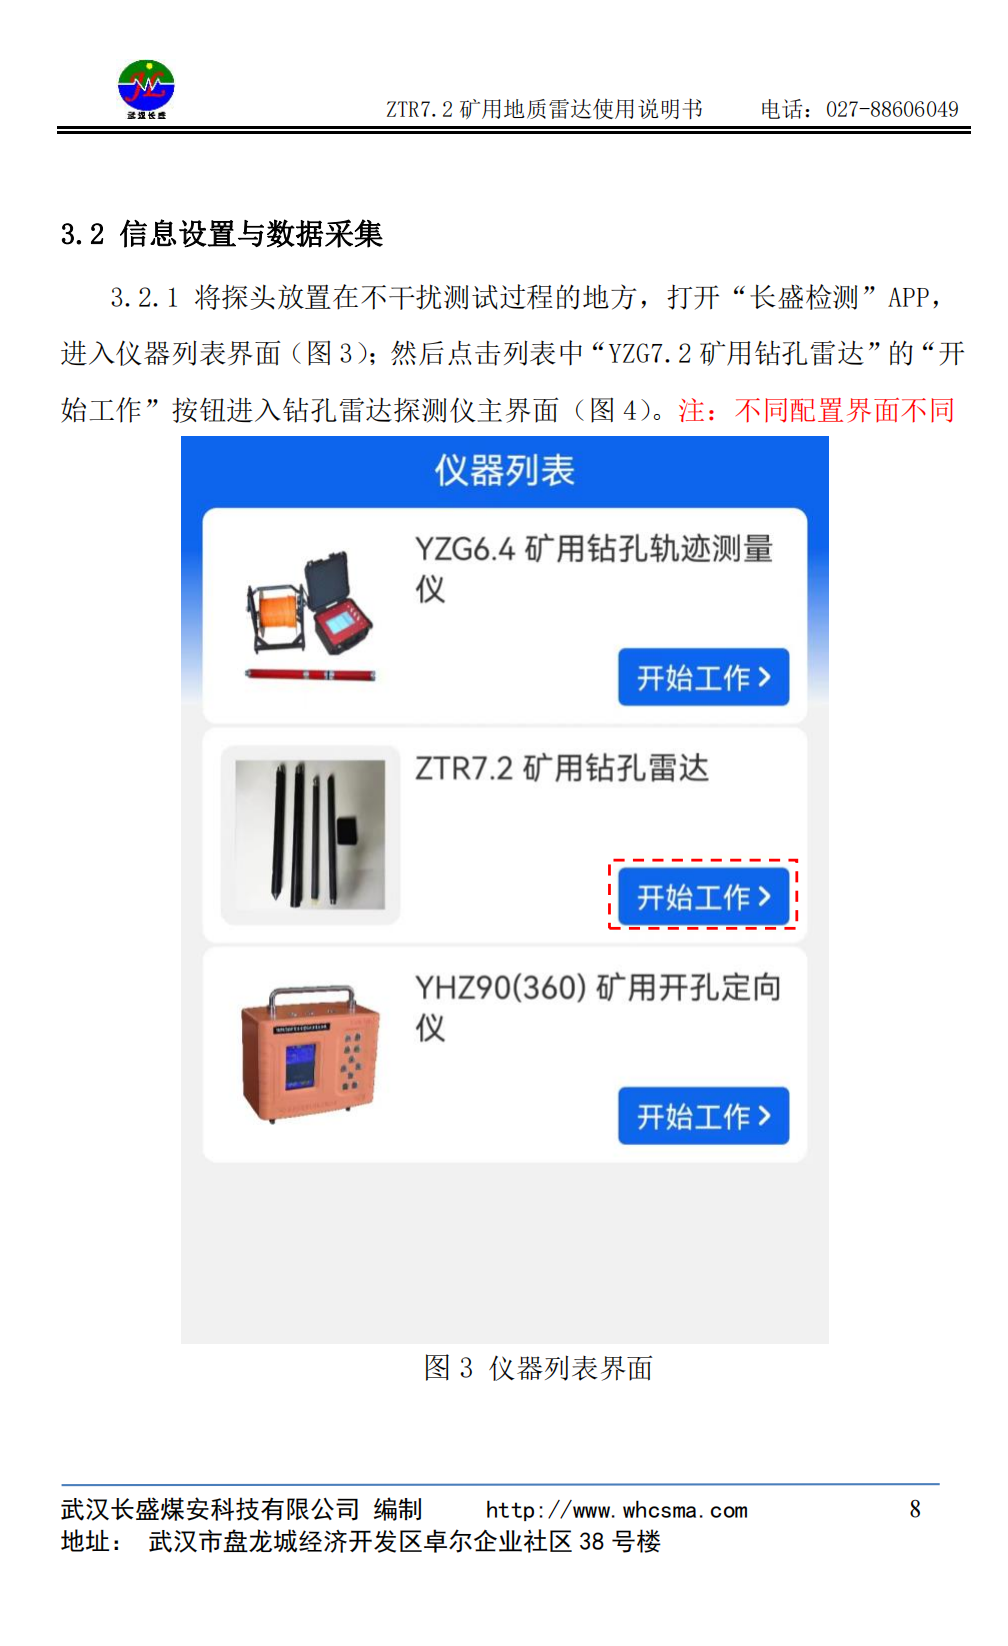 武汉长盛
ZTR7.2 矿用地质雷达使用说明书 电话：027-88606049
3.2 信息设置与数据采集
3.2.1 将探头放置在不干扰测试过程的地方，打开“长盛检测”APP，
进入仪器列表界面（图 3）；然后点击列表中“YZG7.2 矿用钻孔雷达”的“开
始工作”按钮进入钻孔雷达探测仪主界面（图 4）。注：不同配置界面不同
仪器列表
YZG6.4 矿用钻孔轨迹测量
仪
开始工作
ZTR7.2 矿用钻孔雷达
开始工作
YHZ90(360) 矿用开孔定向
仪
开始工作
图 3 仪器列表界面
武汉长盛煤安科技有限公司 编制 http://www.whcsma.com 8
地址： 武汉市盘龙城经济开发区卓尔企业社区 38 号楼